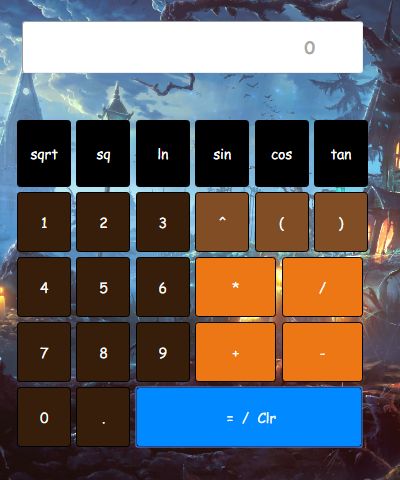 0
sqrt sq ln sin cos tan
1 2 3 ^ ( )
4 5 6 * /
7 8 9 + -
0 . = / Clr